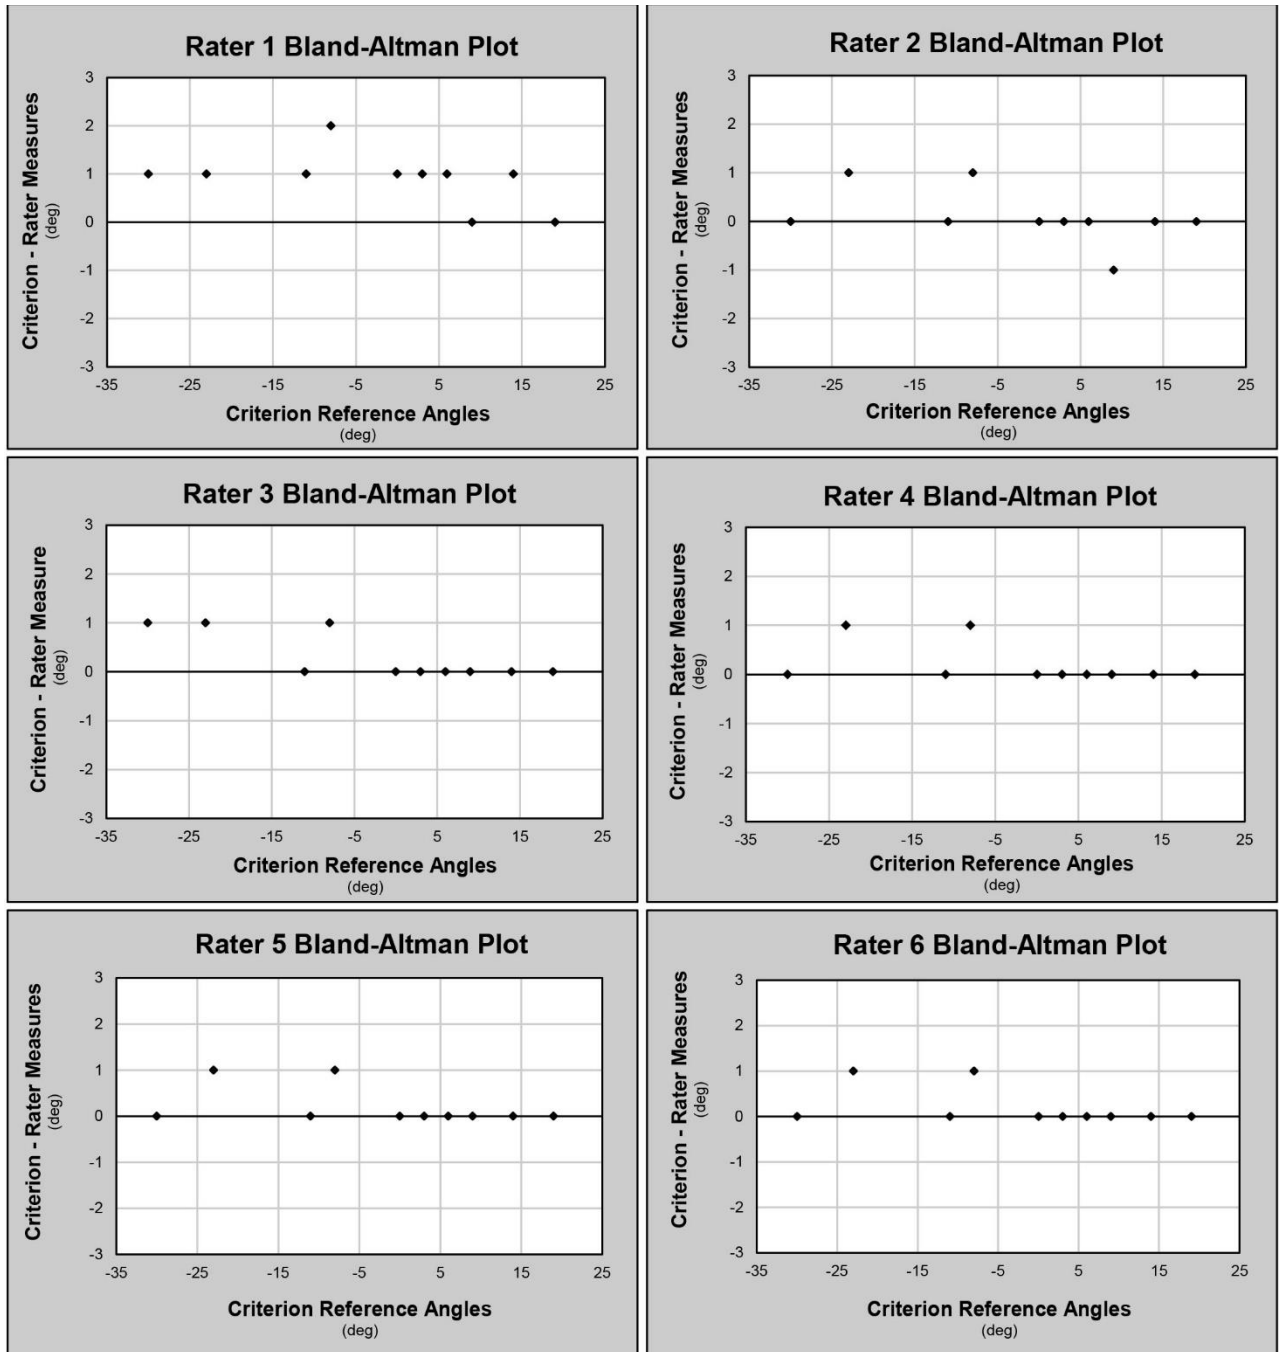 Rater 1 Bland-Altman Plot
Criterion - Rater Measures
(deg)
3
2
1
0
-1
-2
-3
-35 -25 -15 -5 5 15 25
Criterion Reference Angles
(deg)
Rater 2 Bland-Altman Plot
Criterion - Rater Measures
(deg)
3
2
1
0
-1
-2
-3
-35 -25 -15 -5 5 15 25
Criterion Reference Angles
(deg)
Rater 3 Bland-Altman Plot
Criterion - Rater Measure
(deg)
3
2
1
0
-1
-2
-3
-35 -25 -15 -5 5 15 25
Criterion Reference Angles
(deg)
Rater 4 Bland-Altman Plot
Criterion - Rater Measures
(deg)
3
2
1
0
-1
-2
-3
-35 -25 -15 -5 5 15 25
Criterion Reference Angles
(deg)
Rater 5 Bland-Altman Plot
Criterion - Rater Measures
(deg)
3
2
1
0
-1
-2
-3
-35 -25 -15 -5 5 15 25
Criterion Reference Angles
(deg)
Rater 6 Bland-Altman Plot
Criterion - Rater Measures
(deg)
3
2
1
0
-1
-2
-3
-35 -25 -15 -5 5 15 25
Criterion Reference Angles
(deg)